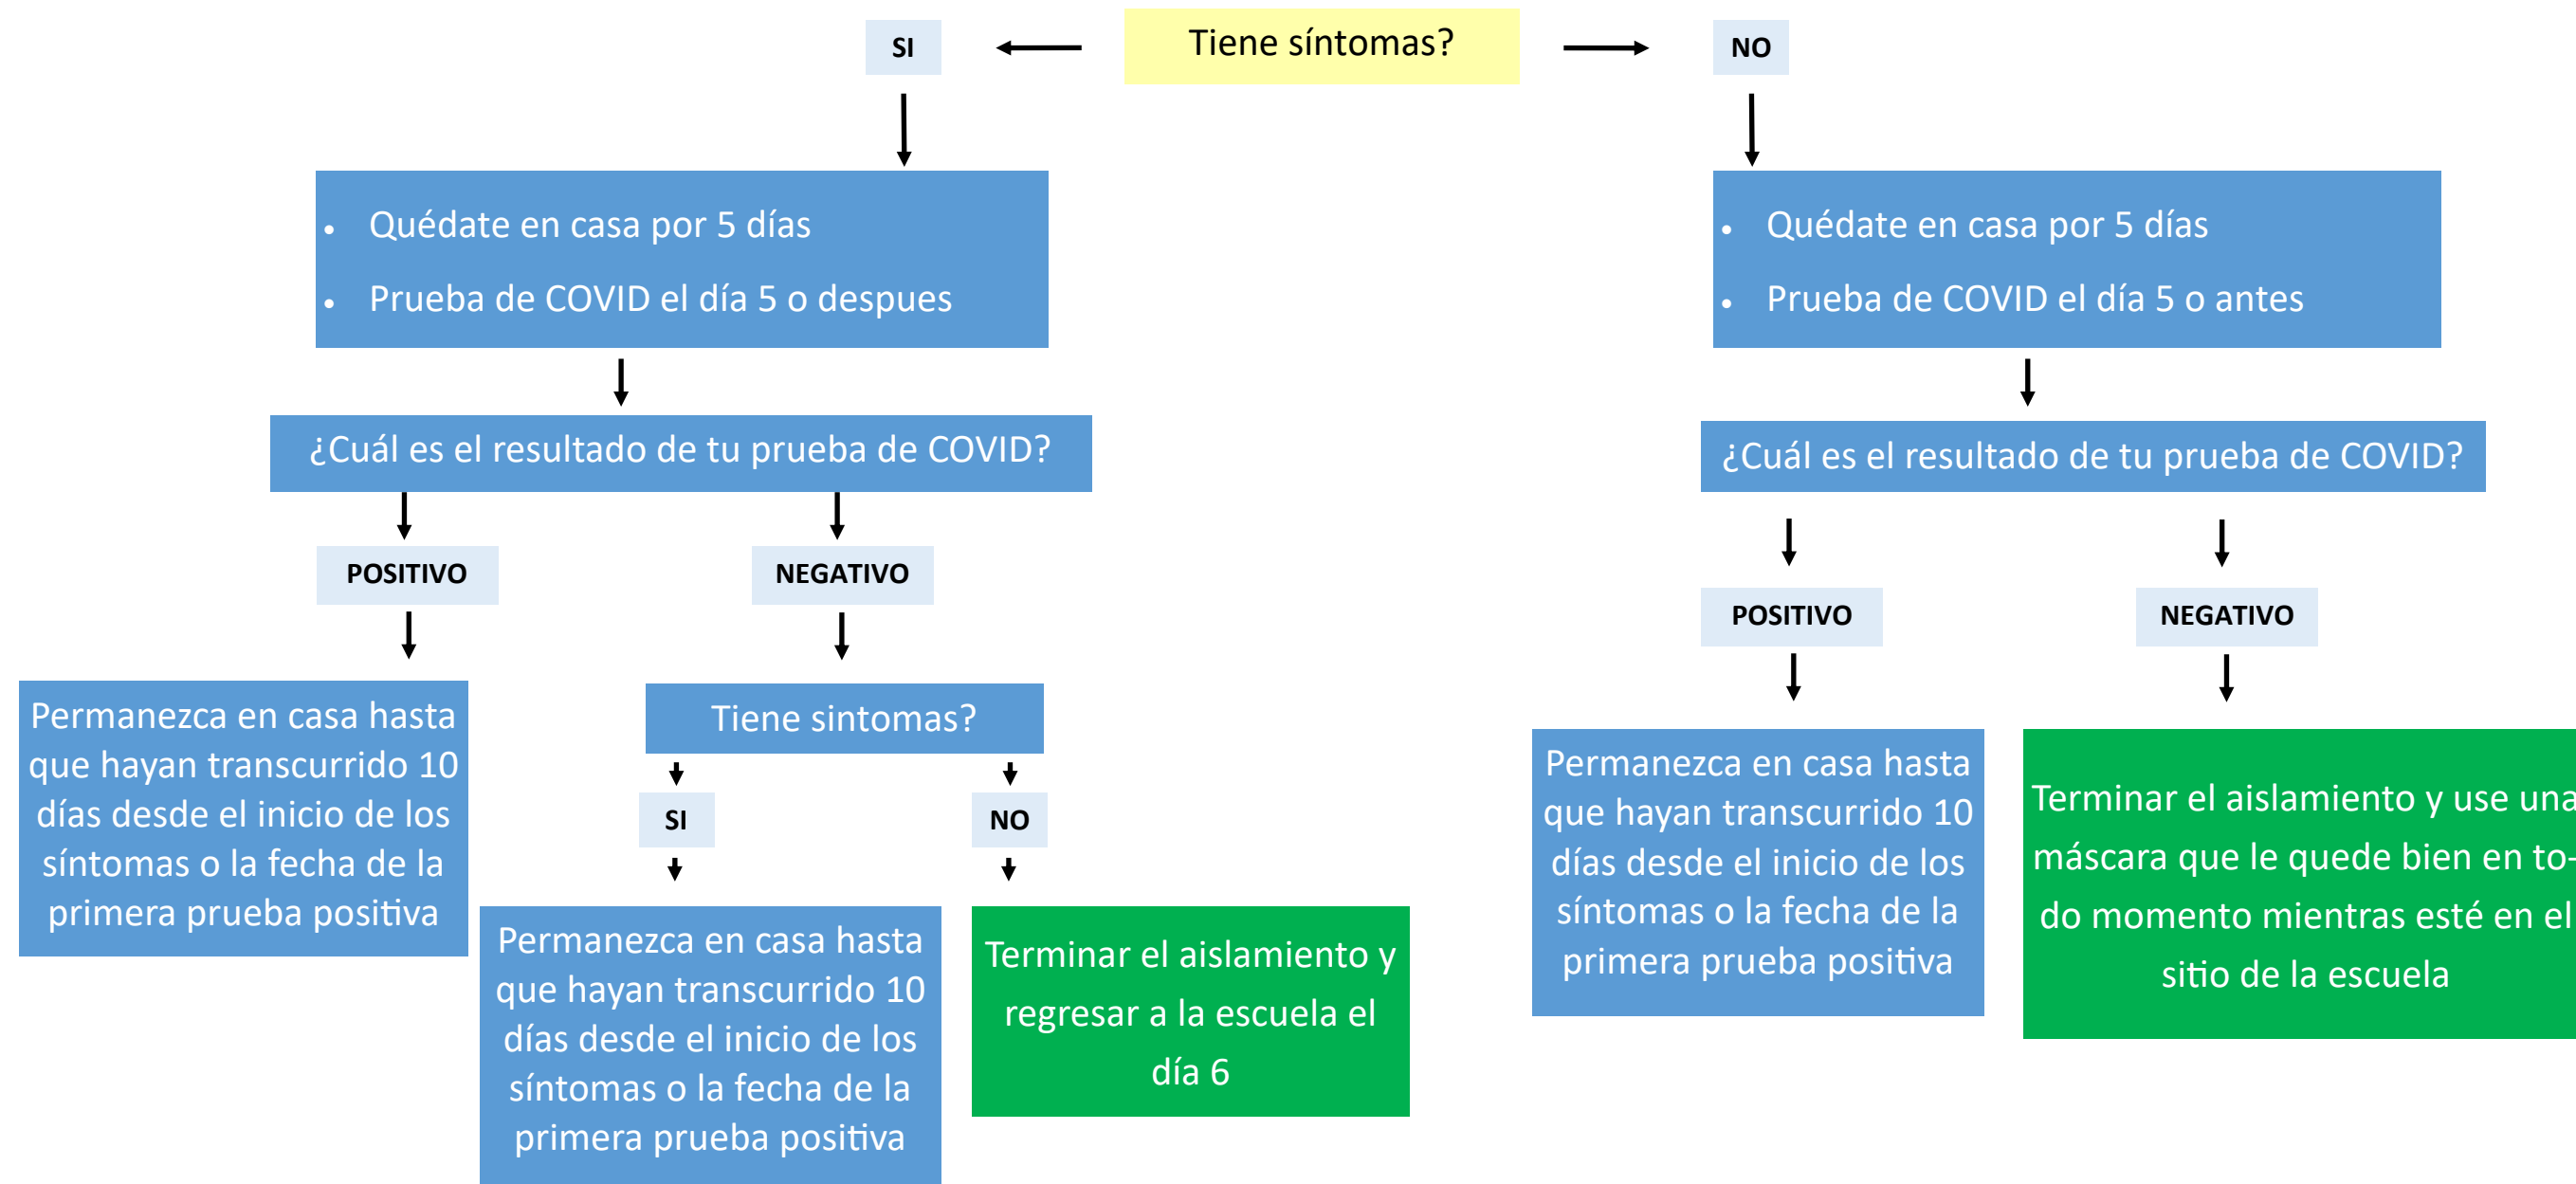 Tiene síntomas?
SI
NO
• Quédate en casa por 5 días
• Prueba de COVID el día 5 o despues
¿Cuál es el resultado de tu prueba de COVID?
POSITIVO
NEGATIVO
Permanezca en casa hasta
que hayan transcurrido 10
días desde el inicio de los
síntomas o la fecha de la
primera prueba positiva
Tiene sintomas?
SI
NO
Permanezca en casa hasta
que hayan transcurrido 10
días desde el inicio de los
síntomas o la fecha de la
primera prueba positiva
Terminar el aislamiento y
regresar a la escuela el
día 6
• Quédate en casa por 5 días
• Prueba de COVID el día 5 o antes
¿Cuál es el resultado de tu prueba de COVID?
POSITIVO
NEGATIVO
Permanezca en casa hasta
que hayan transcurrido 10
días desde el inicio de los
síntomas o la fecha de la
primera prueba positiva
Terminar el aislamiento y use una
máscara que le quede bien en to-
do momento mientras esté en el
sitio de la escuela